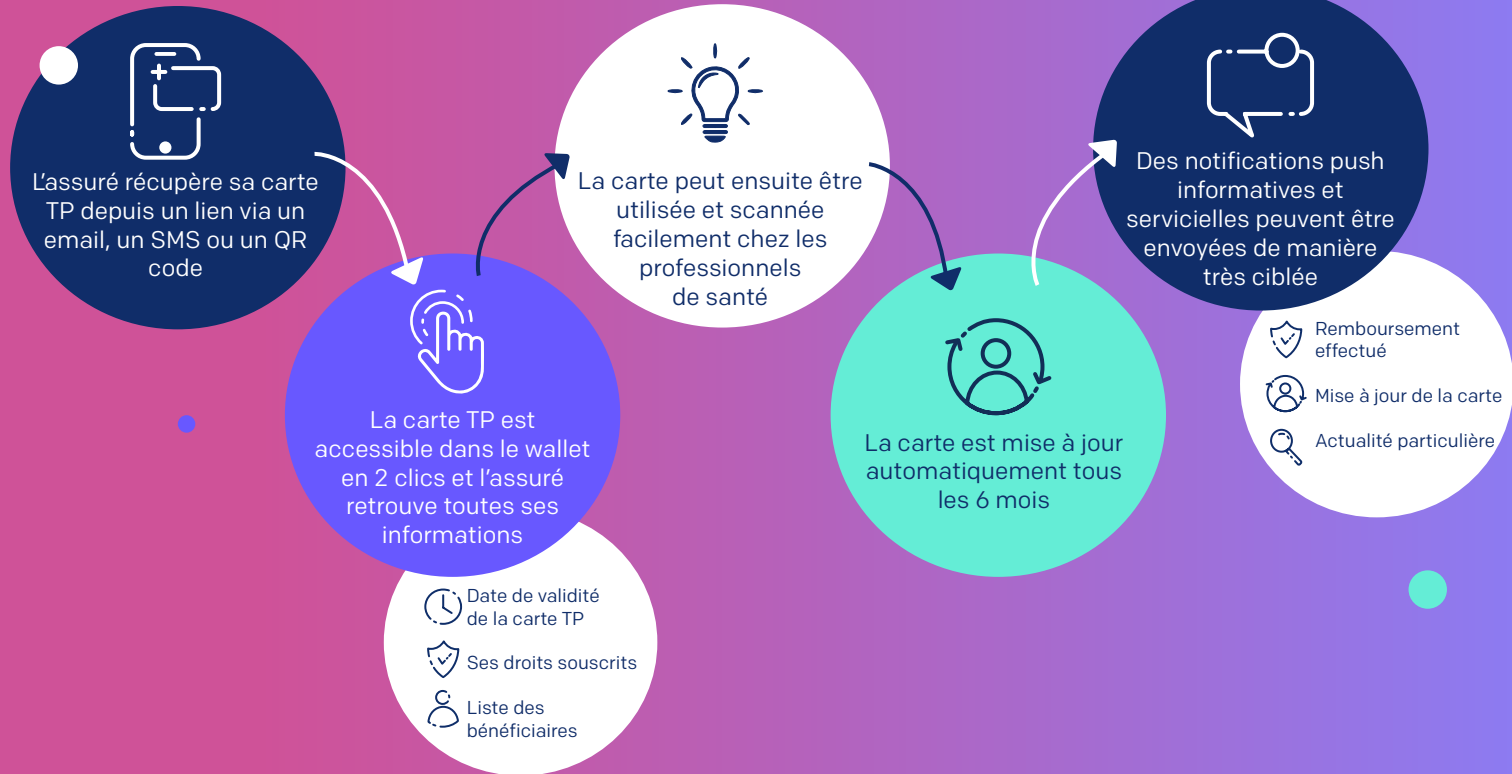 L'assuré récupère sa carte
TP depuis un lien via un
email, un SMS ou un QR
code
La carte TP est
accessible dans le wallet
en 2 clics et l'assuré
retrouve toutes ses
informations
Date de validité
de la carte TP
Ses droits souscrits
Liste des
bénéficiaires
La carte peut ensuite être
utilisée et scannée
facilement chez les
professionnels
de santé
La carte est mise à jour
automatiquement tous
les 6 mois
Des notifications push
informatives et
servicielles peuvent être
envoyées de manière
très ciblée
Remboursement
effectué
Mise à jour de la carte
Actualité particulière